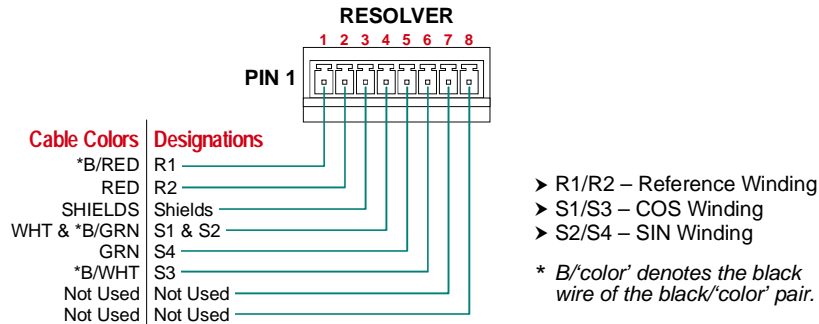 RESOLVER
1 2 3 4 5 6 7 8
PIN 1
Cable Colors Designations
*B/RED R1
RED R2
SHIELDS Shields
WHT & *B/GRN S1 & S2
GRN S4
*B/WHT S3
Not Used Not Used
Not Used Not Used
➤ R1/R2 – Reference Winding
➤ S1/S3 – COS Winding
➤ S2/S4 – SIN Winding
* B/‘color’ denotes the black
wire of the black/‘color’ pair.